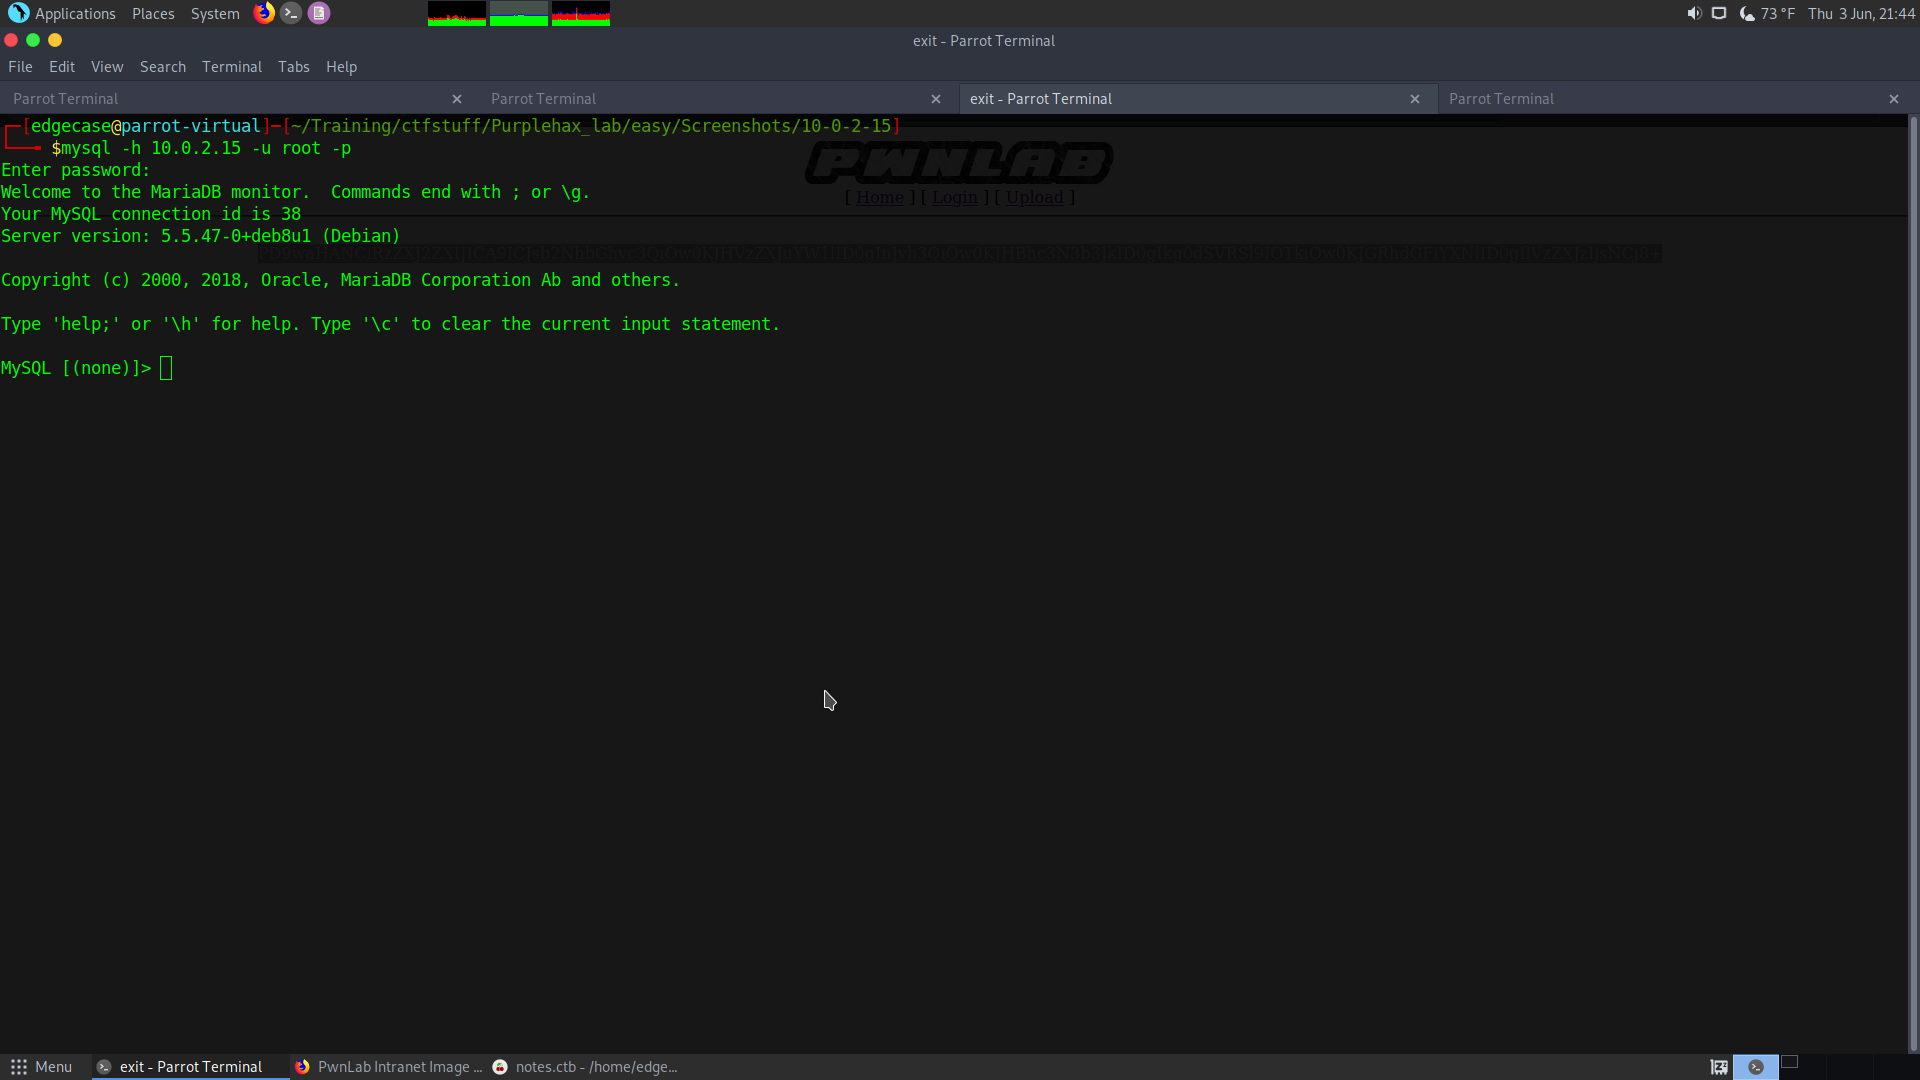 Applications Places System 73 °F Thu 3 Jun, 21:44
exit - Parrot Terminal
File Edit View Search Terminal Tabs Help
Parrot Terminal Parrot Terminal exit - Parrot Terminal Parrot Terminal
[edgecase@parrot-virtual]-[~/Training/ctfstuff/Purplehax_lab/easy/Screenshots/10-0-2-15]
$mysql -h 10.0.2.15 -u root -p
PWNLAB
Enter password:
Welcome to the MariaDB monitor.  Commands end with ; or \g.
[ Home ] [ Login ] [ Upload ]
Your MySQL connection id is 38
Server version: 5.5.47-0+deb8u1 (Debian)
Copyright (c) 2000, 2018, Oracle, MariaDB Corporation Ab and others.
Type 'help;' or '\h' for help. Type '\c' to clear the current input statement.
MySQL [(none)]>
Menu exit - Parrot Terminal PwnLab Intranet Image ... notes.ctb - /home/edge...